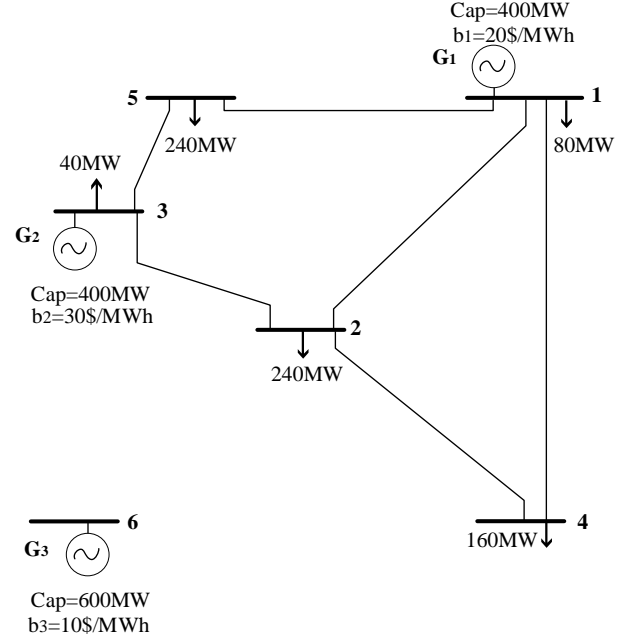 Cap=400MW
b1=20$/MWh
G1
5
1
240MW
80MW
40MW
3
G2
Cap=400MW
b2=30$/MWh
2
240MW
6
4
G3
160MW
Cap=600MW
b3=10$/MWh